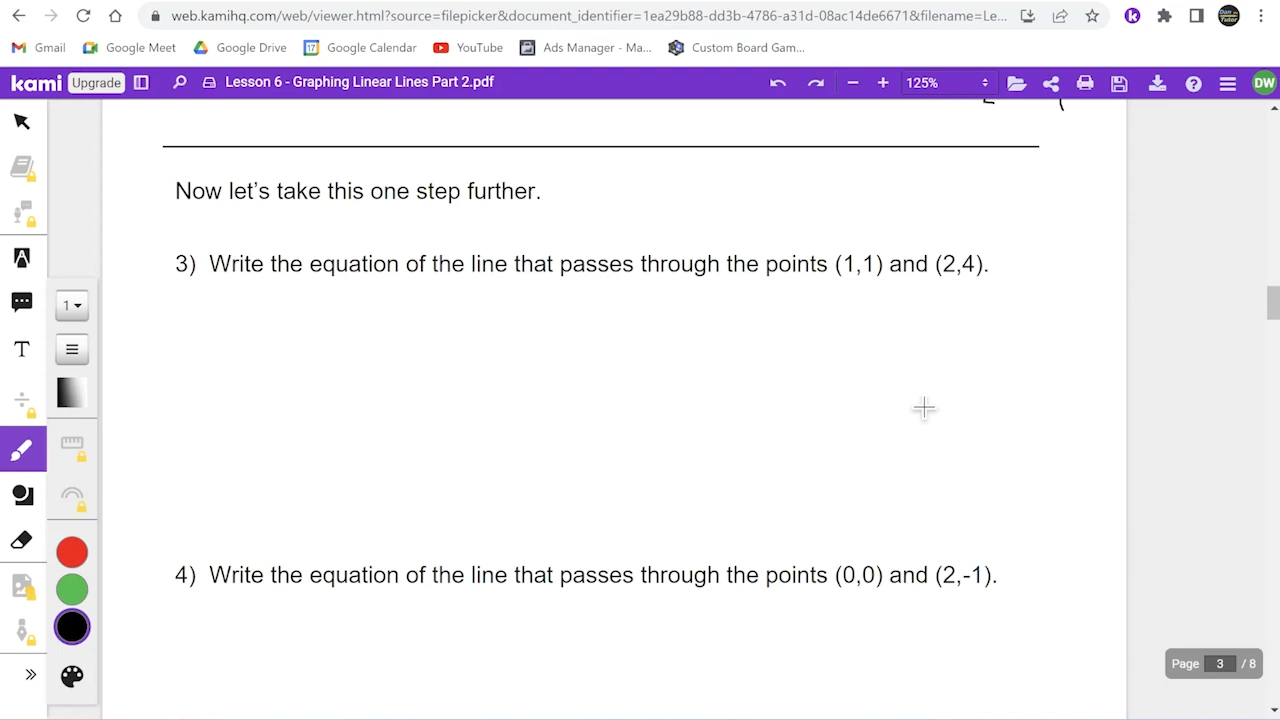 web.kamihq.com/web/viewer.html?source=filepicker&document_identifier=1ea29b88-dd3b-4786-a31d-08ac14de6671&filename=Le...
Gmail Google Meet Google Drive Google Calendar YouTube Ads Manager - Ma... Custom Board Gam...
kami Upgrade Lesson 6 - Graphing Linear Lines Part 2.pdf 125% DW
Now let’s take this one step further.
3) Write the equation of the line that passes through the points (1,1) and (2,4).
1
4) Write the equation of the line that passes through the points (0,0) and (2,-1).
Page 3 / 8